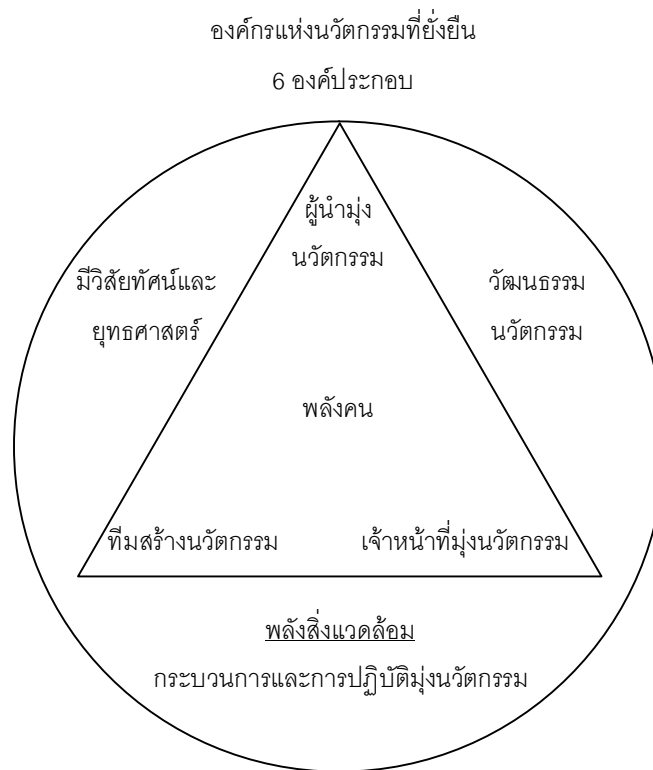 องค์กรแห่งนวัตกรรมที่ยั่งยืน
6 องค์ประกอบ
ผู้นำมุ่ง
นวัตกรรม
มีวิสัยทัศน์และ
ยุทธศาสตร์
วัฒนธรรม
นวัตกรรม
พลังคน
ทีมสร้างนวัตกรรม
เจ้าหน้าที่มุ่งนวัตกรรม
พลังสิ่งแวดล้อม
กระบวนการและการปฏิบัติมุ่งนวัตกรรม